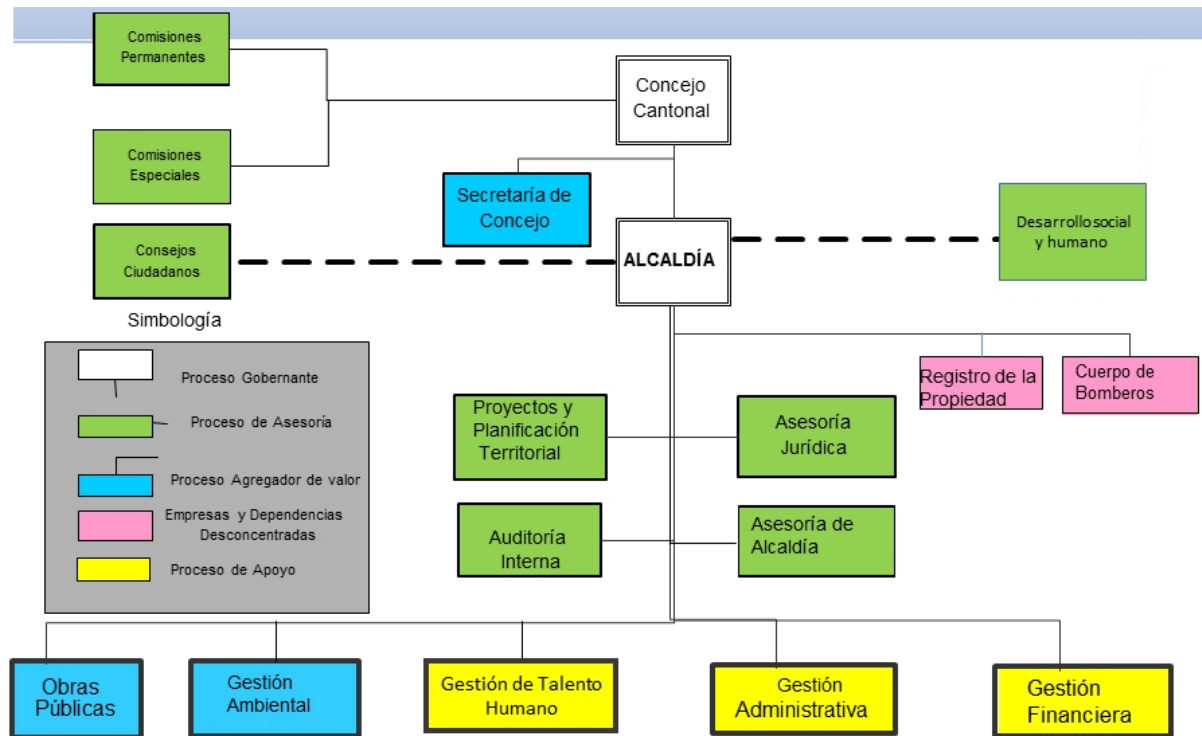 Comisiones
Permanentes
Concejo
Cantonal
Comisiones
Especiales
Secretaría de
Concejo
Desarrollo social
y humano
Consejos
Ciudadanos
ALCALDÍA
Simbología
Proceso Gobernante
Proceso de Asesoría
Proceso Agregador de valor
Empresas y Dependencias
Desconcentradas
Proceso de Apoyo
Registro de la
Propiedad
Cuerpo de
Bomberos
Proyectos y
Planificación
Territorial
Asesoría
Jurídica
Auditoría
Interna
Asesoría de
Alcaldía
Obras
Públicas
Gestión
Ambiental
Gestión de Talento
Humano
Gestión
Administrativa
Gestión
Financiera